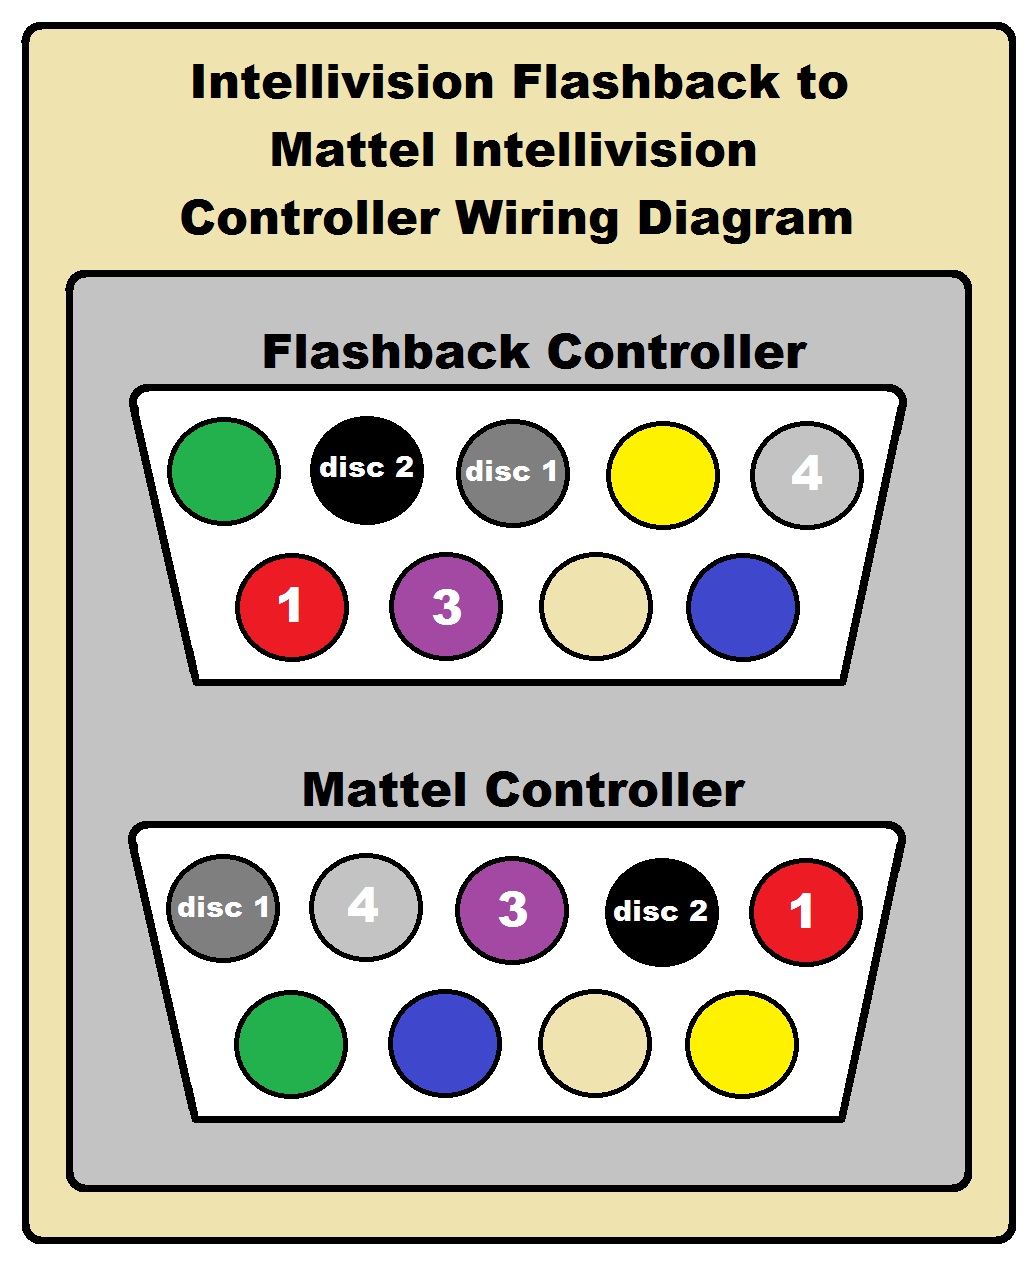 Intellivision Flashback to
Mattel Intellivision
Controller Wiring Diagram
Flashback Controller
disc 2 disc 1 4
1 3
Mattel Controller
disc 1 4 3 disc 2 1